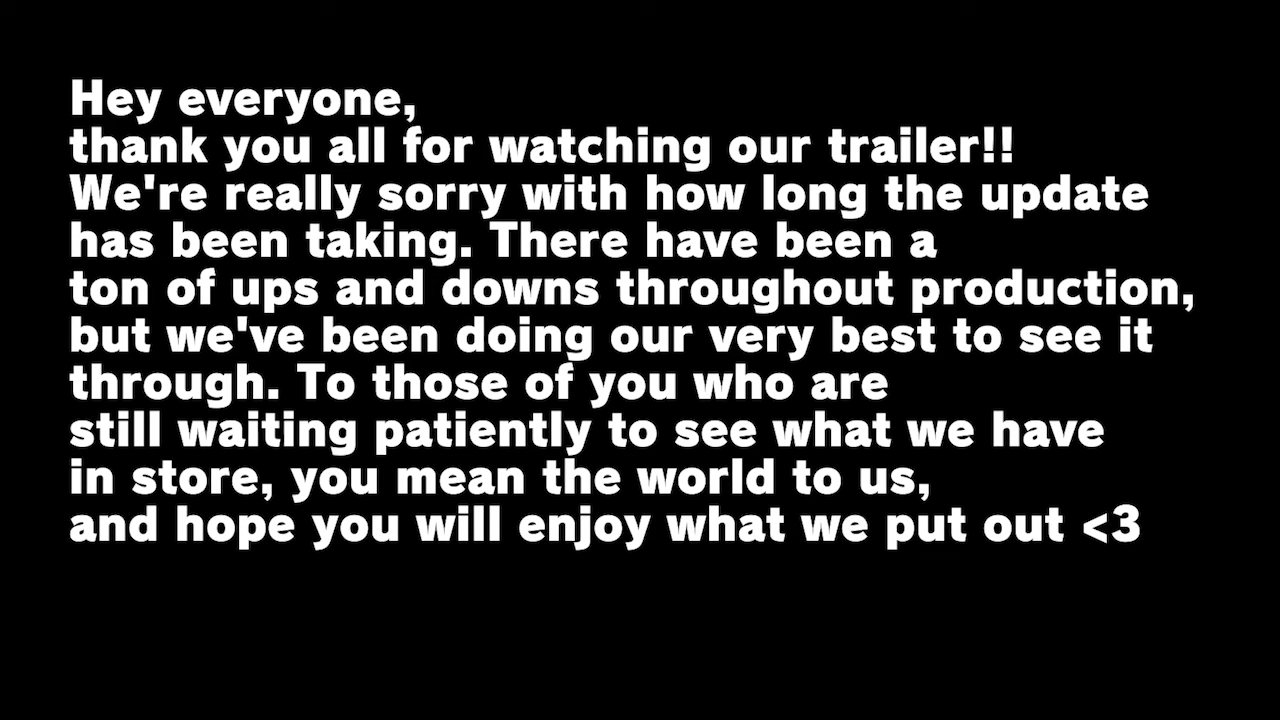 Hey everyone,
thank you all for watching our trailer!!
We're really sorry with how long the update
has been taking. There have been a
ton of ups and downs throughout production,
but we've been doing our very best to see it
through. To those of you who are
still waiting patiently to see what we have
in store, you mean the world to us,
and hope you will enjoy what we put out <3